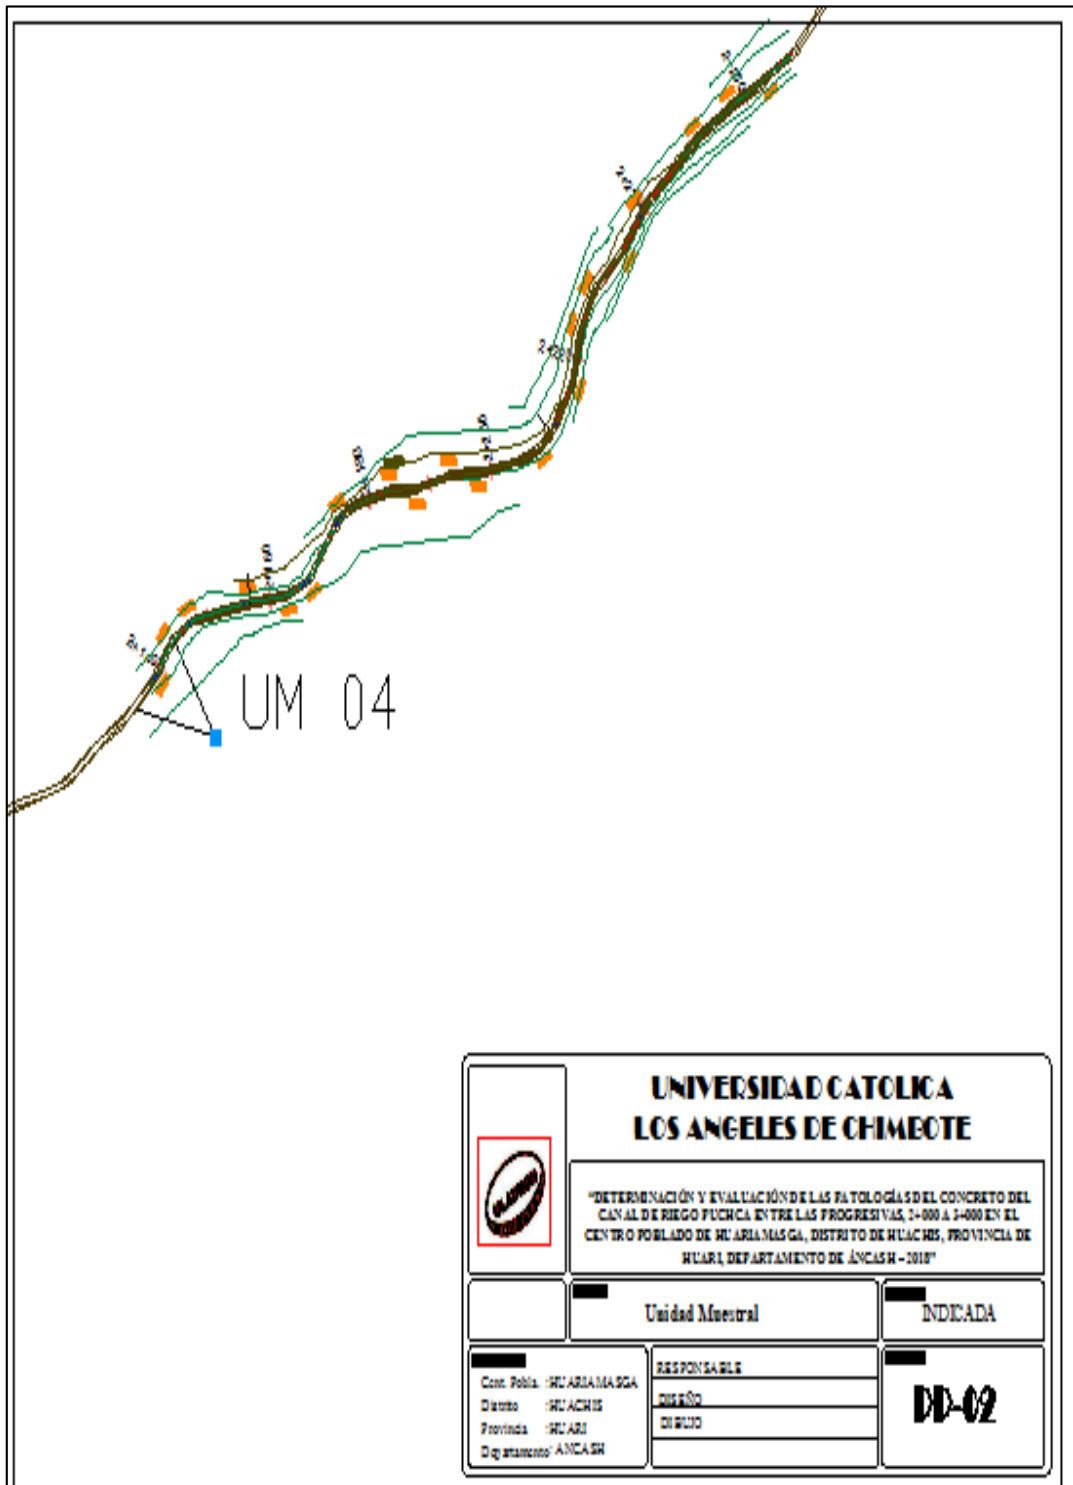 UM 04
UNIVERSIDAD CATOLICA
LOS ANGELES DE CHIMBOTE
"DETERMINACIÓN Y EVALUACIÓN DE LAS PATOLOGÍAS DEL CONCRETO DEL
CANAL DE RIEGO PUCHCA ENTRE LAS PROGRESIVAS, 2+000 A 3+000 EN EL
CENTRO POBLADO DE HUARIAMASGA, DISTRITO DE HUACHIS, PROVINCIA DE
HUARI, DEPARTAMENTO DE ÁNCASH – 2018"
Unidad Muestral
INDICADA
Cent. Pobla. :HUARIAMASGA
Distrito :HUACHIS
Provincia :HUARI
Departamento: ANCASH
RESPONSABLE
DISEÑO
DIBUJO
DD-02